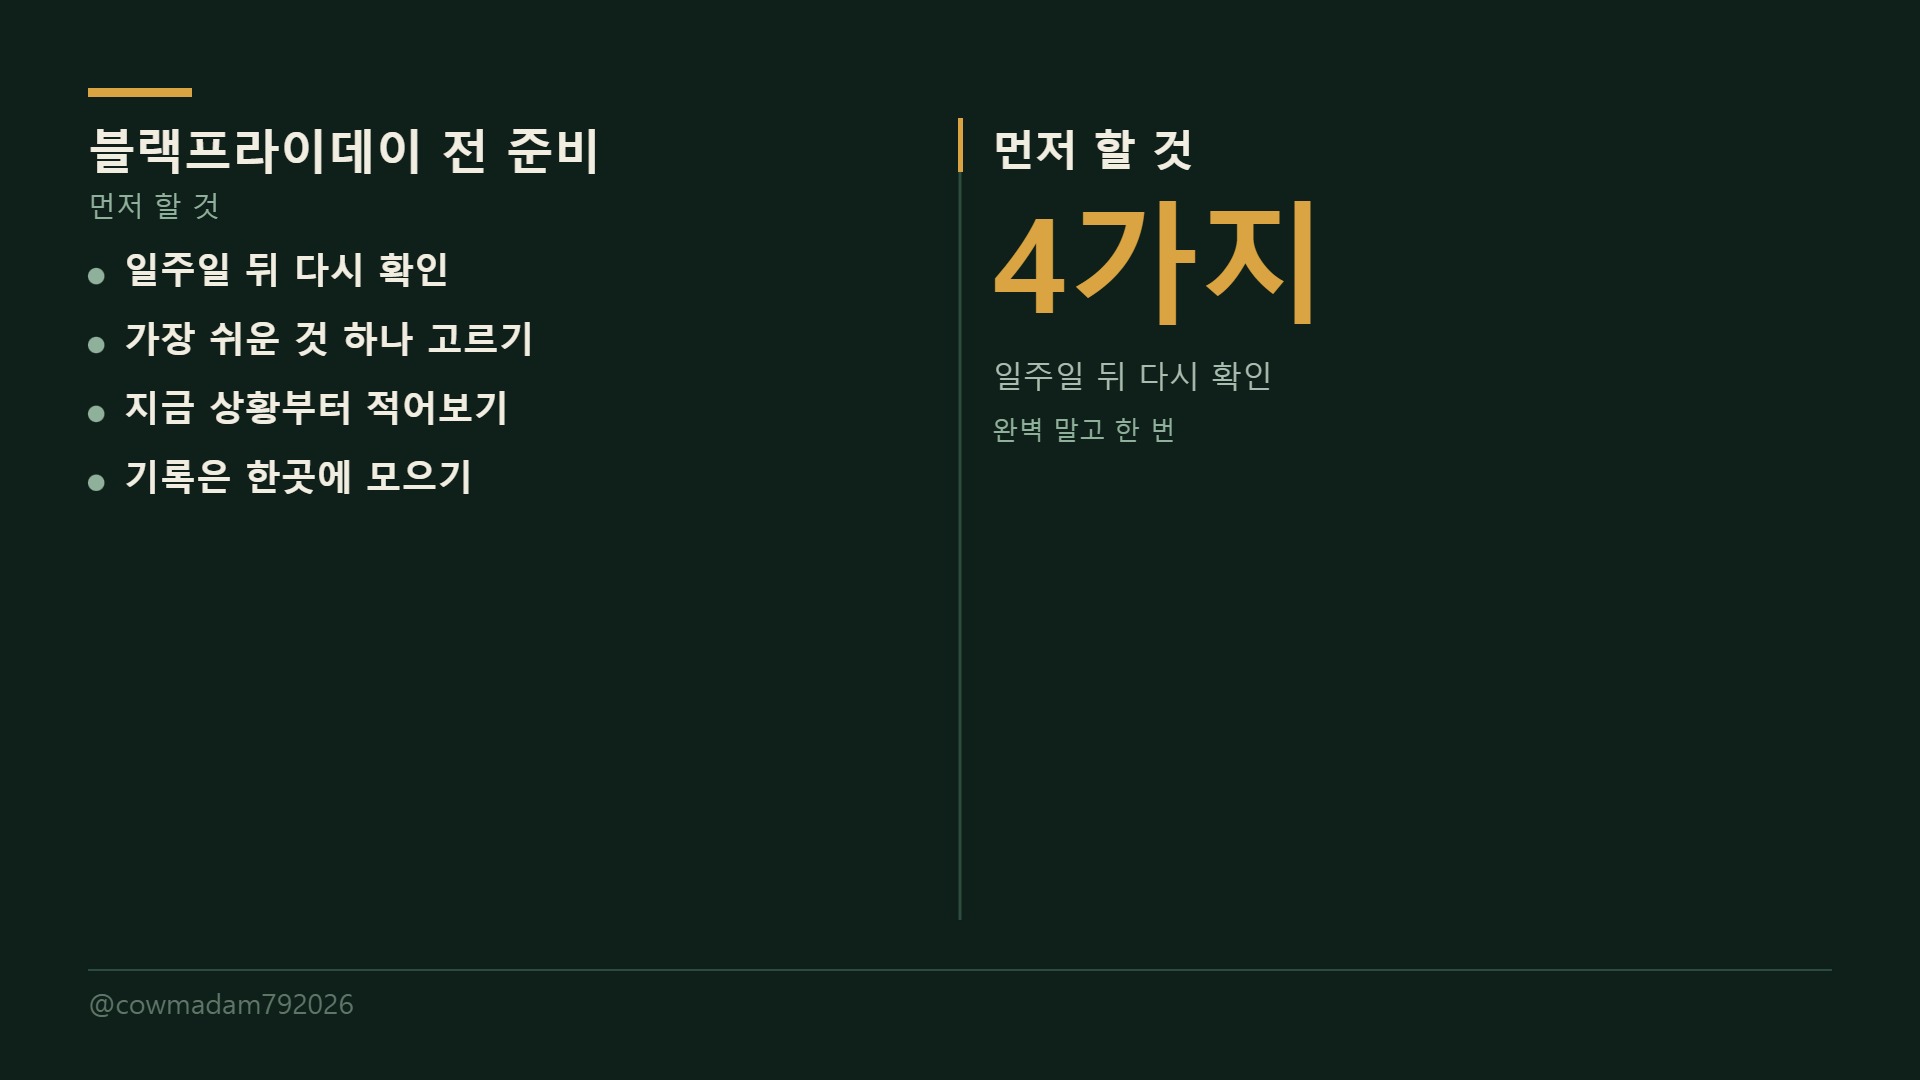 블랙프라이데이 전 준비
먼저 할 것
일주일 뒤 다시 확인
가장 쉬운 것 하나 고르기
지금 상황부터 적어보기
기록은 한곳에 모으기
먼저 할 것
4가지
일주일 뒤 다시 확인
완벽 말고 한 번
@cowmadam792026